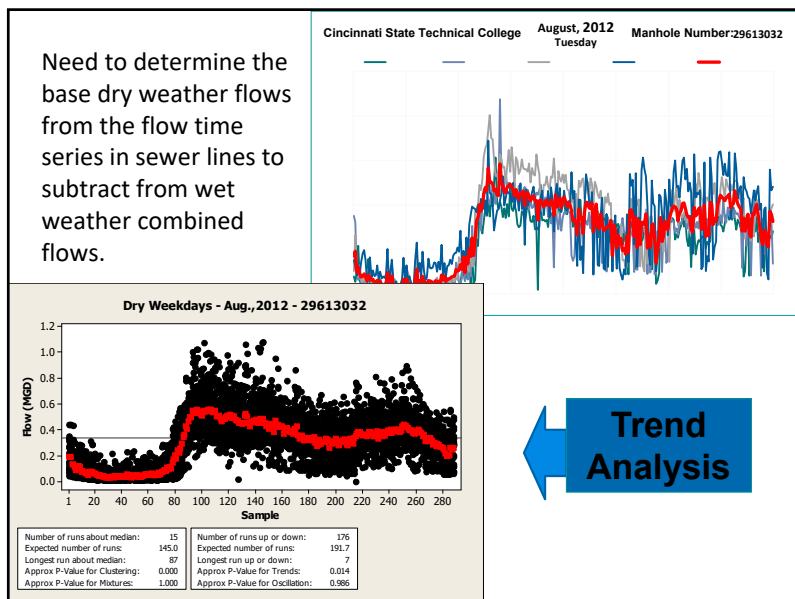 Need to determine the
base dry weather flows
from the flow time
series in sewer lines to
subtract from wet
weather combined
flows.
Cincinnati State Technical College August, 2012 Manhole Number:29613032
Tuesday
Dry Weekdays - Aug.,2012 - 29613032
Flow (MGD)
1.2
1.0
0.8
0.6
0.4
0.2
0.0
1 20 40 60 80 100 120 140 160 180 200 220 240 260 280
Sample
Number of runs about median: 15
Expected number of runs: 145.0
Longest run about median: 87
Approx P-Value for Clustering: 0.000
Approx P-Value for Mixtures: 1.000
Number of runs up or down: 176
Expected number of runs: 191.7
Longest run up or down: 7
Approx P-Value for Trends: 0.014
Approx P-Value for Oscillation: 0.986
Trend
Analysis